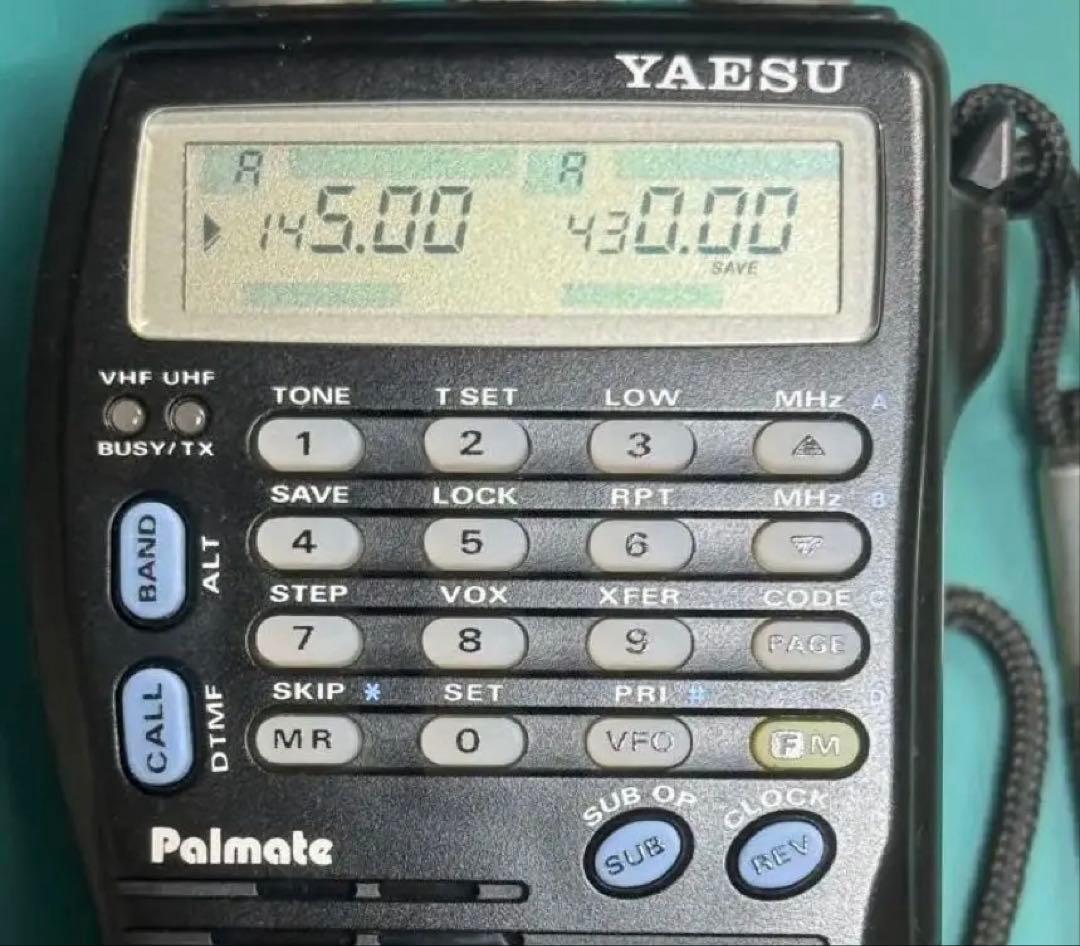 YAESU
A A
145.00 430.00
SAVE
VHF UHF
BUSY/TX
TONE T SET LOW MHz A
1 2 3
SAVE LOCK RPT MHz B
4 5 6
BAND
ALT
STEP VOX XFER CODE C
7 8 9 PAGE
SKIP * SET PRI # D
MR 0 VFO F M
CALL
DTMF
SUB OP CLOCK
SUB REV
Palmate